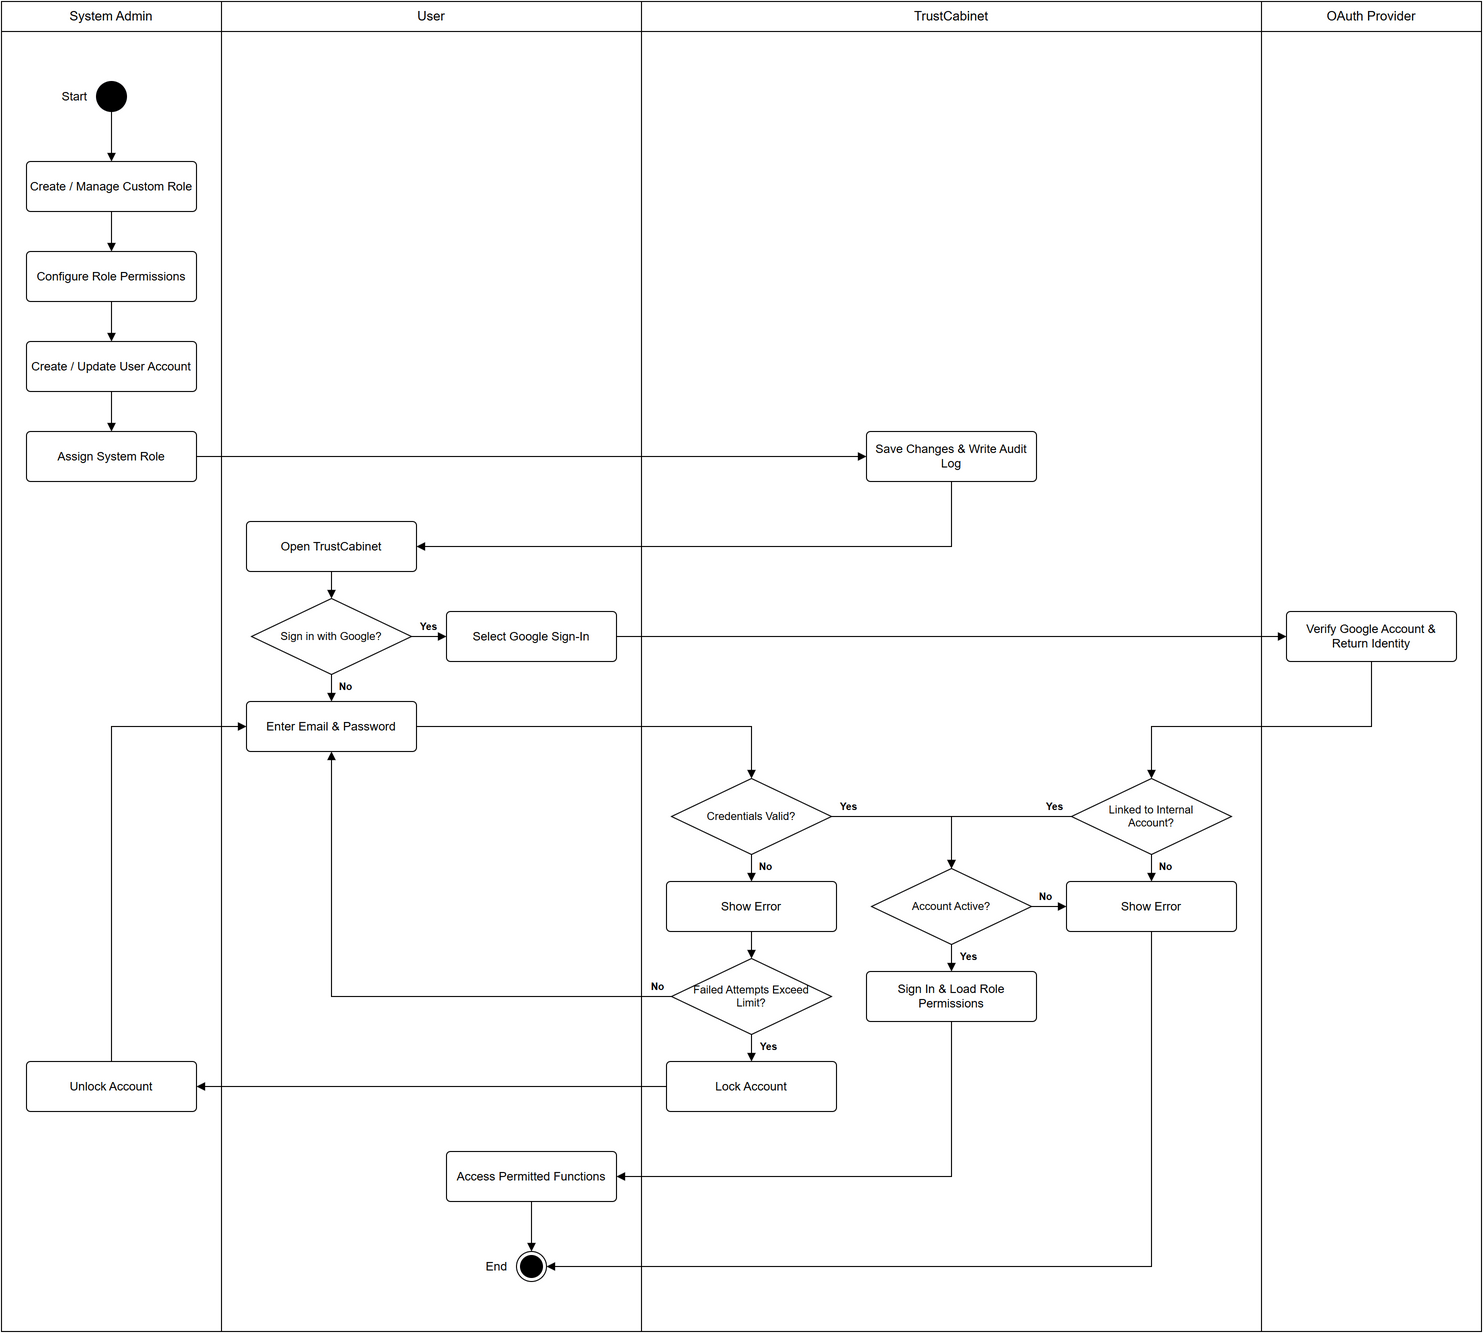 System Admin
User
TrustCabinet
OAuth Provider
Start
Create / Manage Custom Role
Configure Role Permissions
Create / Update User Account
Assign System Role
Save Changes & Write Audit
Log
Open TrustCabinet
Sign in with Google?
Yes
Select Google Sign-In
Verify Google Account &
Return Identity
No
Enter Email & Password
Credentials Valid?
Yes
Yes
Linked to Internal
Account?
No
No
Show Error
Account Active?
No
Show Error
Yes
No
Failed Attempts Exceed
Limit?
Sign In & Load Role
Permissions
Yes
Unlock Account
Lock Account
Access Permitted Functions
End